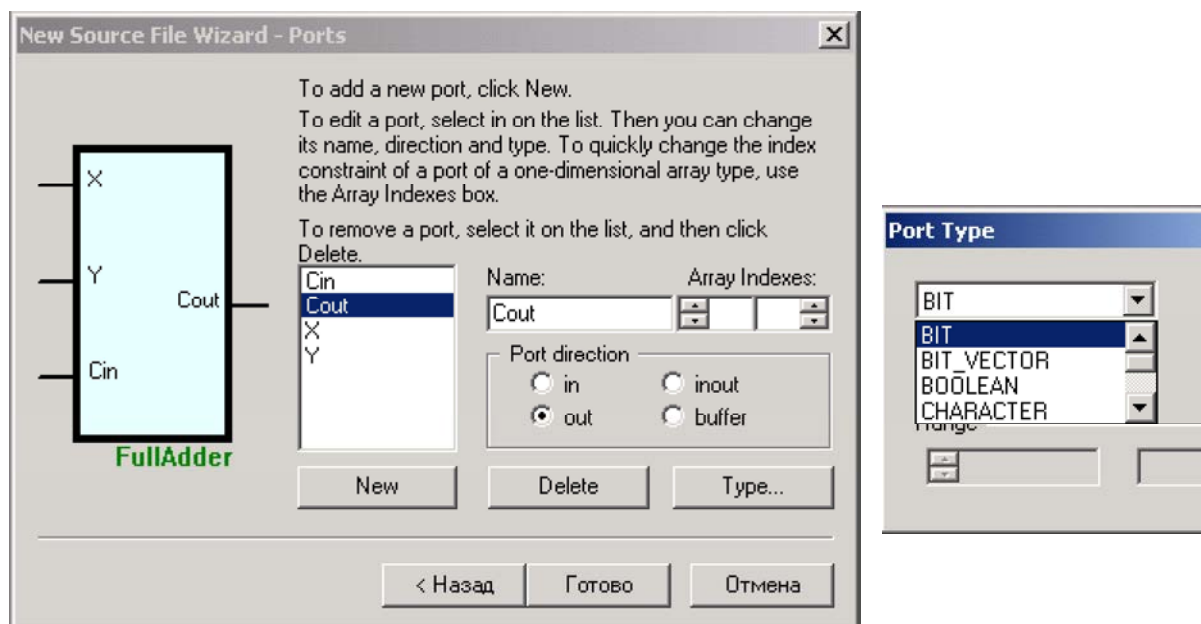 New Source File Wizard - Ports
To add a new port, click New.
To edit a port, select in on the list. Then you can change
its name, direction and type. To quickly change the index
constraint of a port of a one-dimensional array type, use
the Array Indexes box.
To remove a port, select it on the list, and then click
Delete.
X
Y
Cout
Cin
FullAdder
Cin
Cout
X
Y
Name:
Array Indexes:
Cout
Port direction
in
inout
out
buffer
New
Delete
Type...
< Назад
Готово
Отмена
Port Type
BIT
BIT
BIT_VECTOR
BOOLEAN
CHARACTER